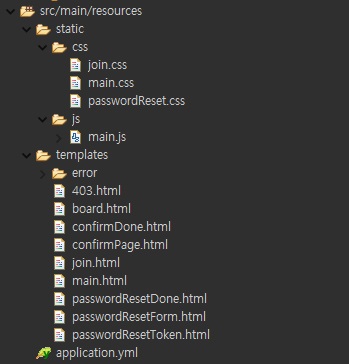 src/main/resources
static
css
join.css
main.css
passwordReset.css
js
main.js
templates
error
403.html
board.html
confirmDone.html
confirmPage.html
join.html
main.html
passwordResetDone.html
passwordResetForm.html
passwordResetToken.html
application.yml